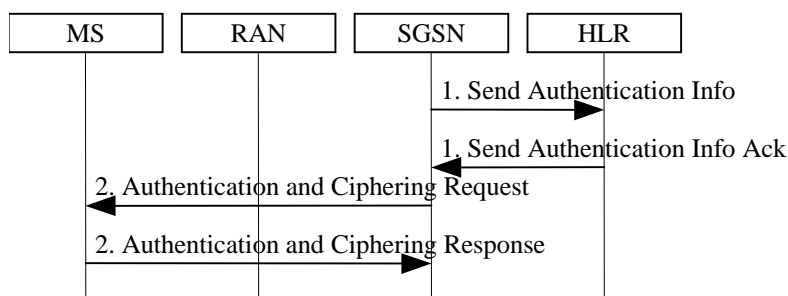 MS RAN SGSN HLR
1. Send Authentication Info
1. Send Authentication Info Ack
2. Authentication and Ciphering Request
2. Authentication and Ciphering Response